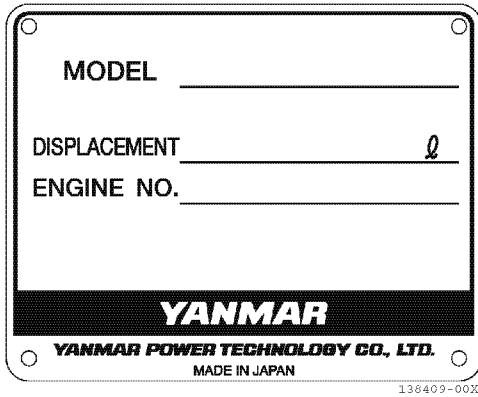 MODEL
DISPLACEMENT ℓ
ENGINE NO.
YANMAR
YANMAR POWER TECHNOLOGY CO., LTD.
MADE IN JAPAN
138409-00X